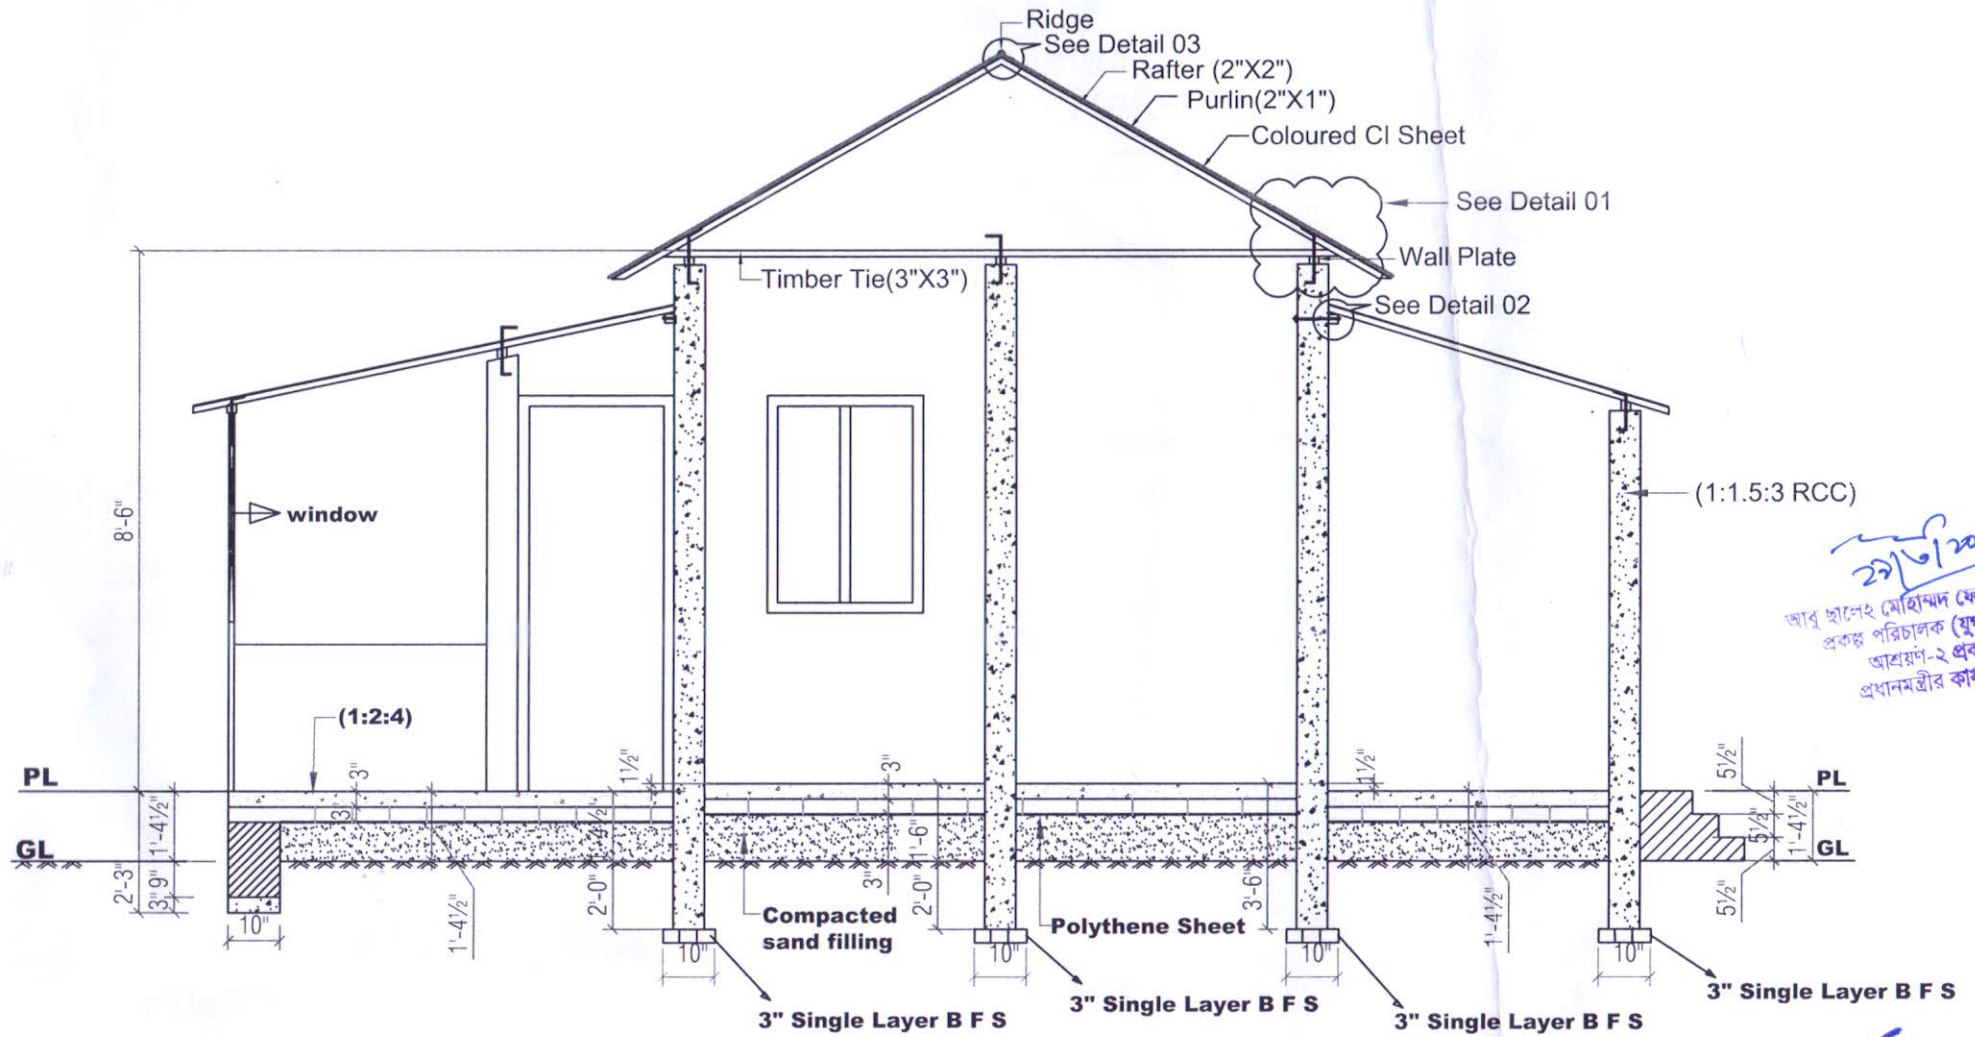 Ridge
See Detail 03
Rafter (2"X2")
Purlin(2"X1")
Coloured CI Sheet
See Detail 01
Wall Plate
Timber Tie(3"X3")
See Detail 02
8'-6"
window
(1:1.5:3 RCC)
আবু ছালেহ মোহাম্মদ
প্রকল্প পরিচালক
আশ্রয়ণ-২
প্রধানমন্ত্রীর
(1:2:4)
PL
3"
1½"
3"
1½"
5½"
PL
1'-4½"
3"
1'-4½"
1'-6"
5½"
1'-4½"
GL
GL
2'-3"
9"
3"
2'-0"
3"
2'-0"
3'-6"
5½"
10"
1'-4½"
Compacted
sand filling
Polythene Sheet
1'-4½"
10"
10"
10"
10"
3" Single Layer B F S
3" Single Layer B F S
3" Single Layer B F S
3" Single Layer B F S